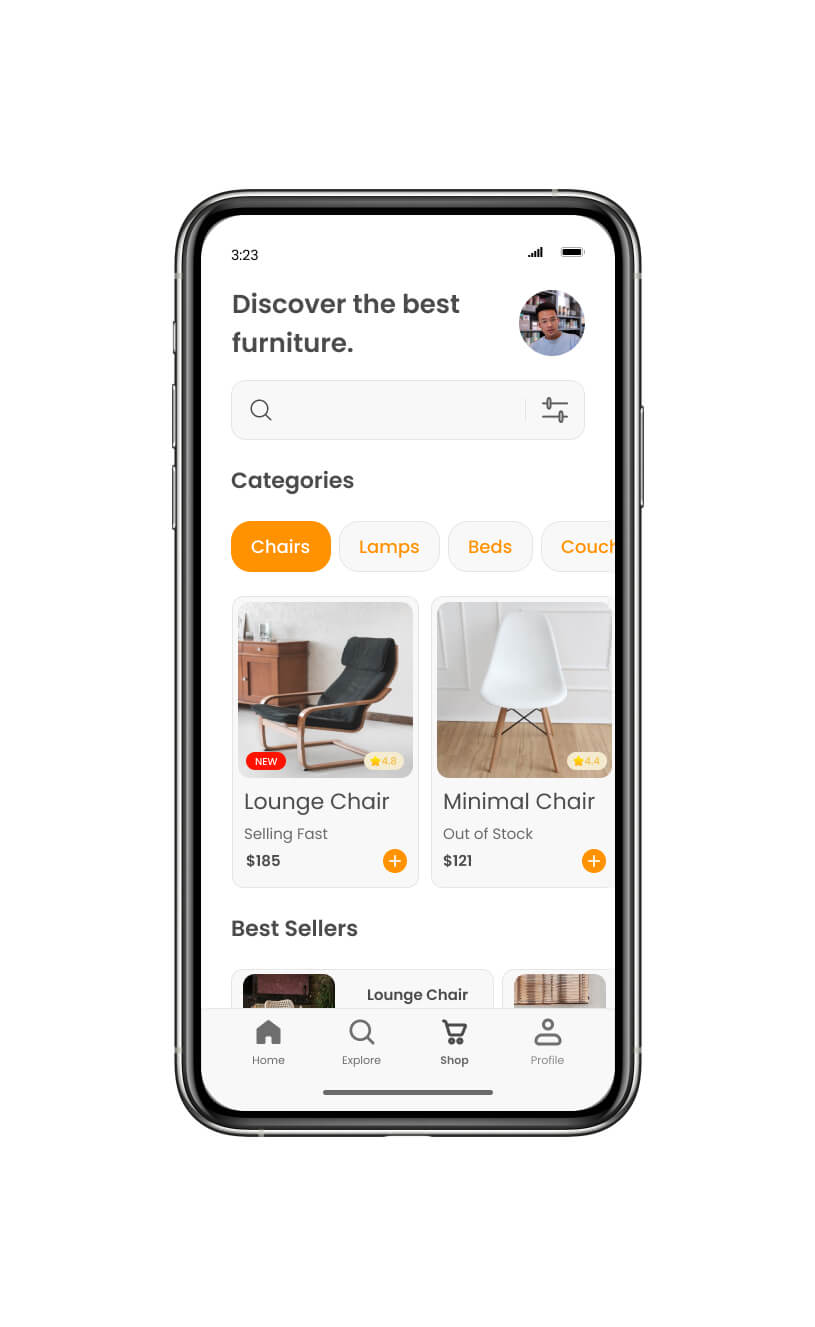 3:23
Discover the best
furniture.
Categories
Chairs
Lamps
Beds
Couch
NEW
4.8
4.4
Lounge Chair
Minimal Chair
Selling Fast
Out of Stock
$185
$121
Best Sellers
Lounge Chair
Home
Explore
Shop
Profile